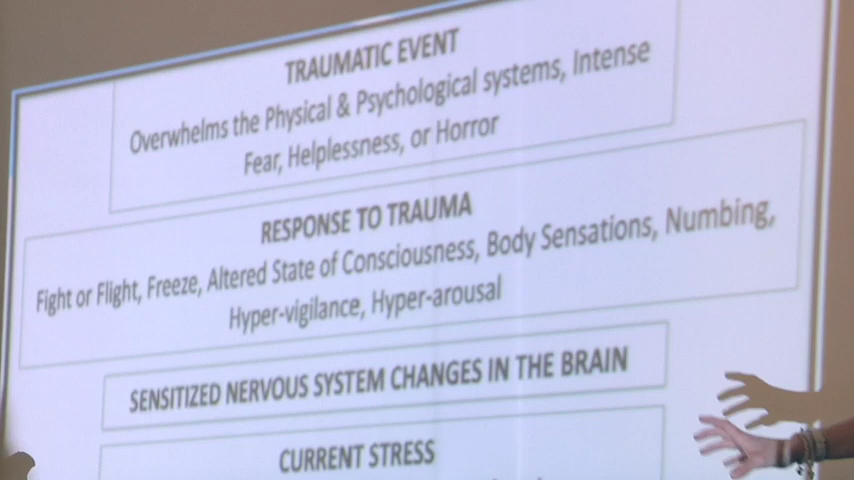 TRAUMATIC EVENT
Overwhelms the Physical & Psychological systems, Intense
Fear, Helplessness, or Horror
RESPONSE TO TRAUMA
Fight or Flight, Freeze, Altered State of Consciousness, Body Sensations, Numbing,
Hyper-vigilance, Hyper-arousal
SENSITIZED NERVOUS SYSTEM CHANGES IN THE BRAIN
CURRENT STRESS